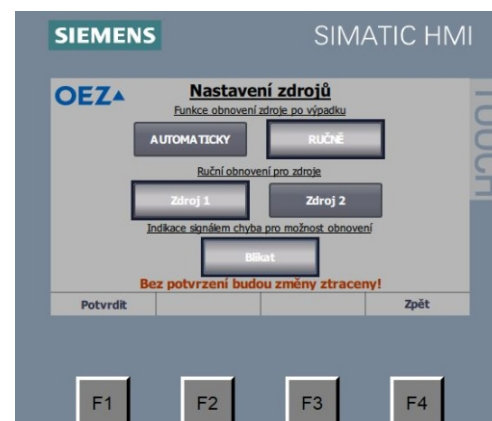 SIEMENS SIMATIC HMI
TOUCH
OEZ
Nastavení zdrojů
Funkce obnovení zdroje po výpadku
AUTOMATICKY RUČNĚ
Ruční obnovení pro zdroje
Zdroj 1 Zdroj 2
Indikace signálem chyba pro možnost obnovení
Blikat
Bez potvrzení budou změny ztraceny!
Potvrdit Zpět
F1 F2 F3 F4